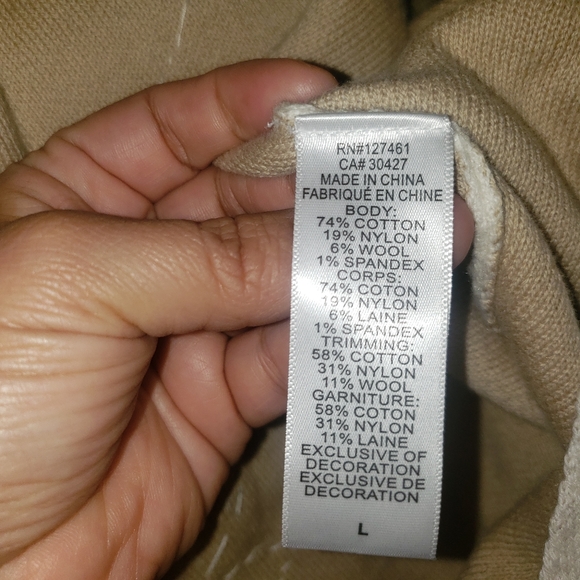 RN#127461
CA# 30427
MADE IN CHINA
FABRIQUÉ EN CHINE
BODY:
74% COTTON
19% NYLON
6% WOOL
1% SPANDEX
CORPS:
74% COTON
19% NYLON
6% LAINE
1% SPANDEX
TRIMMING:
58% COTTON
31% NYLON
11% WOOL
GARNITURE:
58% COTON
31% NYLON
11% LAINE
EXCLUSIVE OF
DECORATION
EXCLUSIVE DE
DECORATION
L